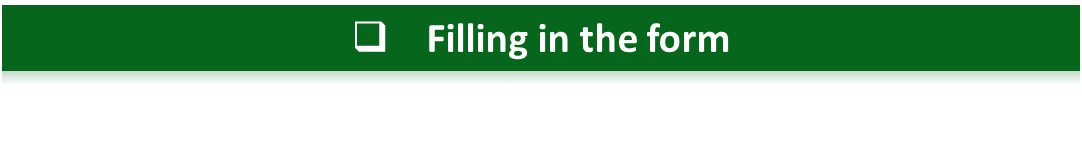 ❑ Filling in the form